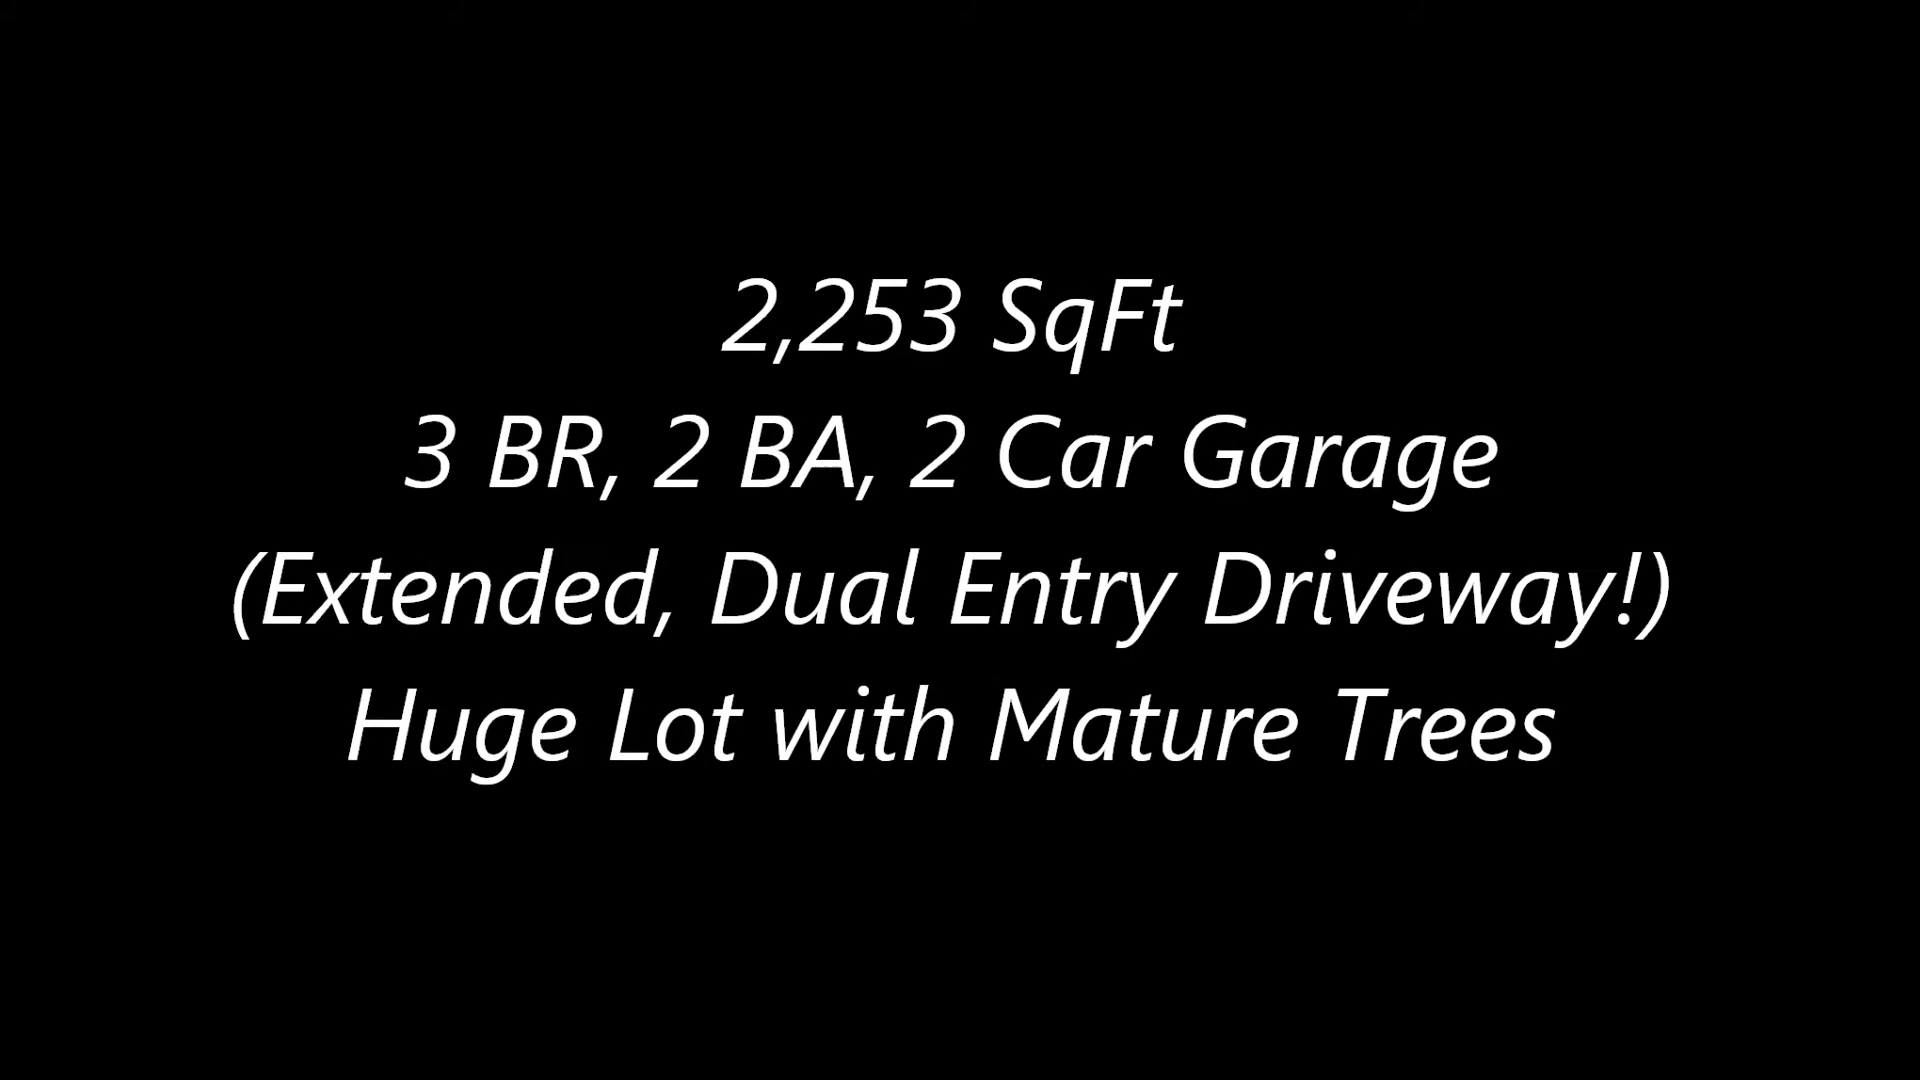 2,253 SqFt
3 BR, 2 BA, 2 Car Garage
(Extended, Dual Entry Driveway!)
Huge Lot with Mature Trees